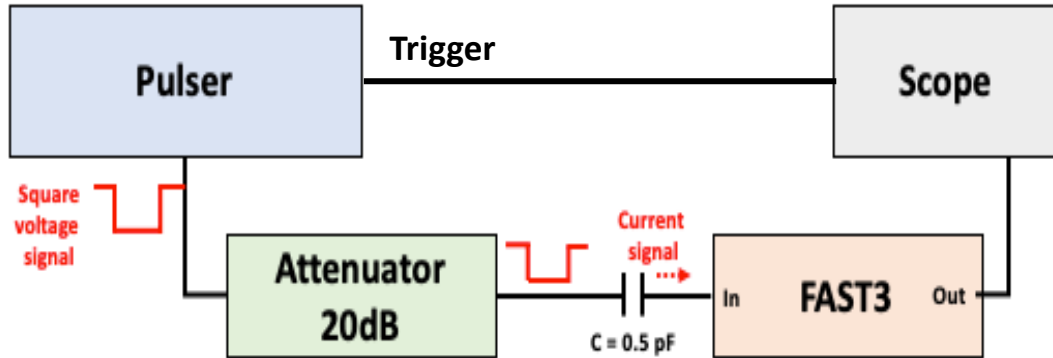 Pulser
Trigger
Scope
Square
voltage
signal
Attenuator
20dB
Current
signal
C = 0.5 pF
In
FAST3
Out